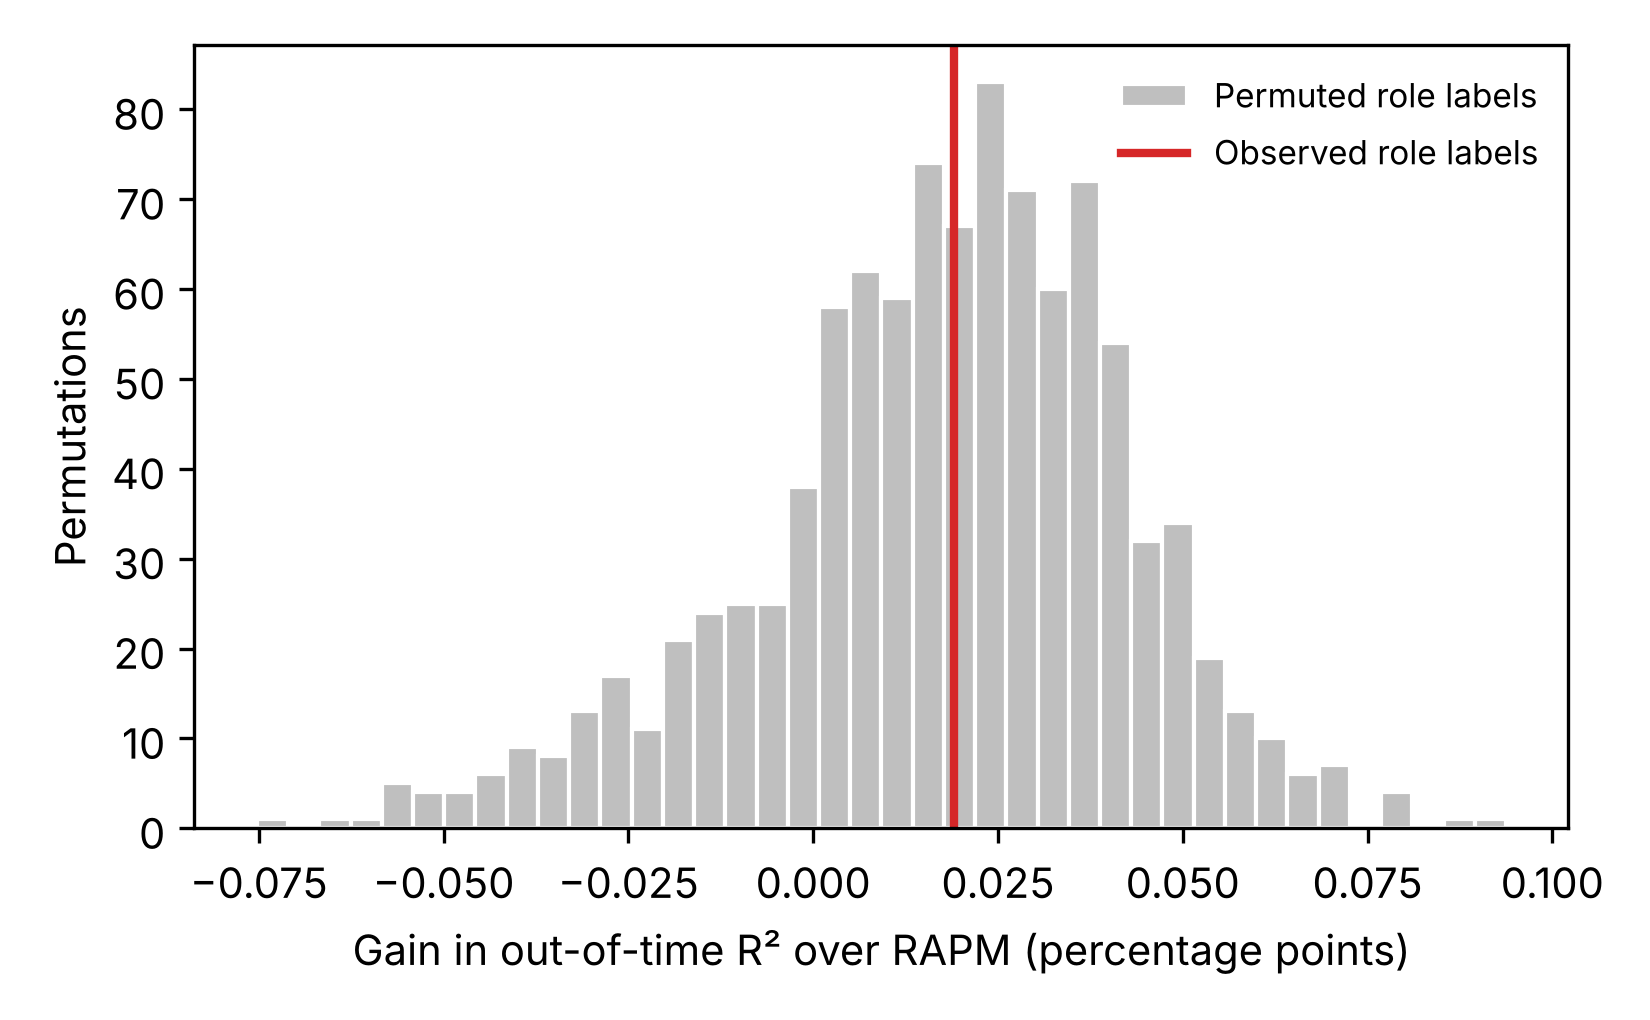 Permuted role labels
Observed role labels
80
70
60
50
40
30
20
10
0
Permutations
−0.075 −0.050 −0.025 0.000 0.025 0.050 0.075 0.100
Gain in out-of-time R² over RAPM (percentage points)